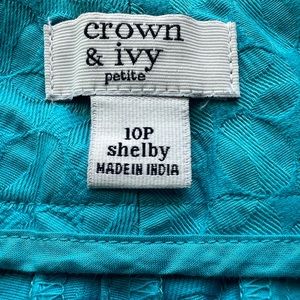 crown
& ivy
petite
10P
shelby
MADE IN INDIA